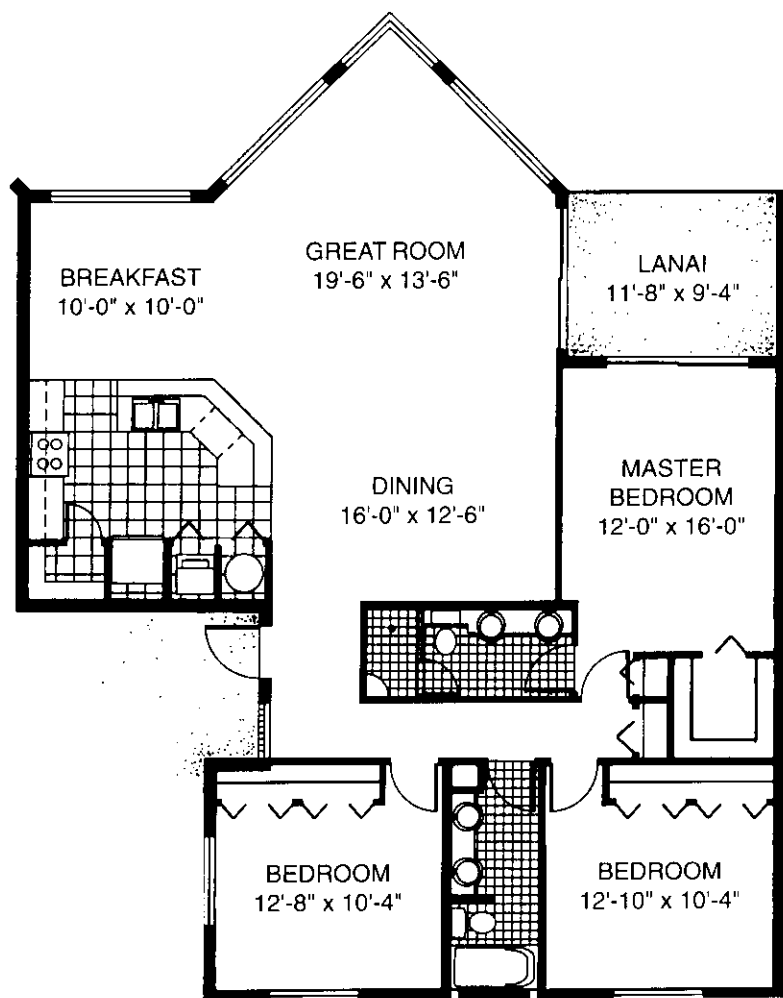 BREAKFAST
10'-0" x 10'-0"
GREAT ROOM
19'-6" x 13'-6"
LANAI
11'-8" x 9'-4"
DINING
16'-0" x 12'-6"
MASTER
BEDROOM
12'-0" x 16'-0"
BEDROOM
12'-8" x 10'-4"
BEDROOM
12'-10" x 10'-4"